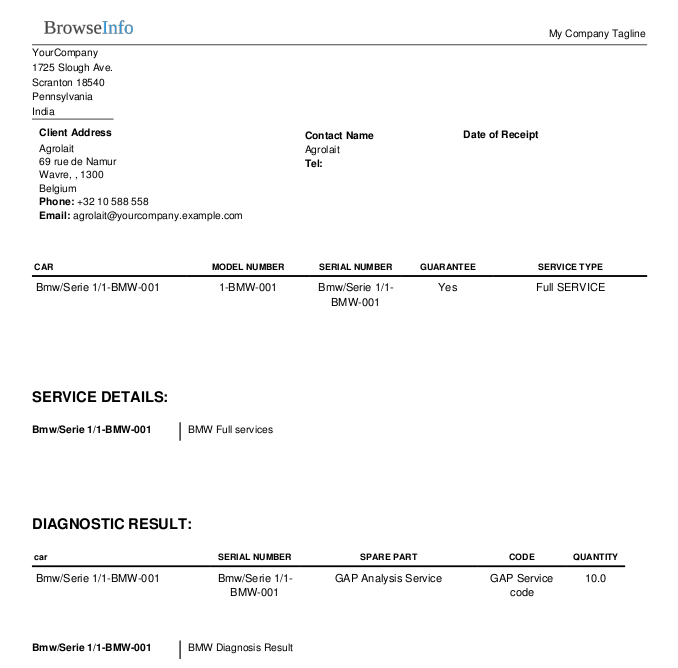 BrowseInfo
My Company Tagline
YourCompany
1725 Slough Ave.
Scranton 18540
Pennsylvania
India
Client Address
Agrolait
69 rue de Namur
Wavre, , 1300
Belgium
Phone: +32 10 588 558
Email: agrolait@yourcompany.example.com
Contact Name
Agrolait
Tel:
Date of Receipt
CAR MODEL NUMBER SERIAL NUMBER GUARANTEE SERVICE TYPE
Bmw/Serie 1/1-BMW-001 1-BMW-001 Bmw/Serie 1/1- Yes Full SERVICE
BMW-001
SERVICE DETAILS:
Bmw/Serie 1/1-BMW-001 BMW Full services
DIAGNOSTIC RESULT:
car SERIAL NUMBER SPARE PART CODE QUANTITY
Bmw/Serie 1/1-BMW-001 Bmw/Serie 1/1- GAP Analysis Service GAP Service 10.0
BMW-001 code
Bmw/Serie 1/1-BMW-001 BMW Diagnosis Result